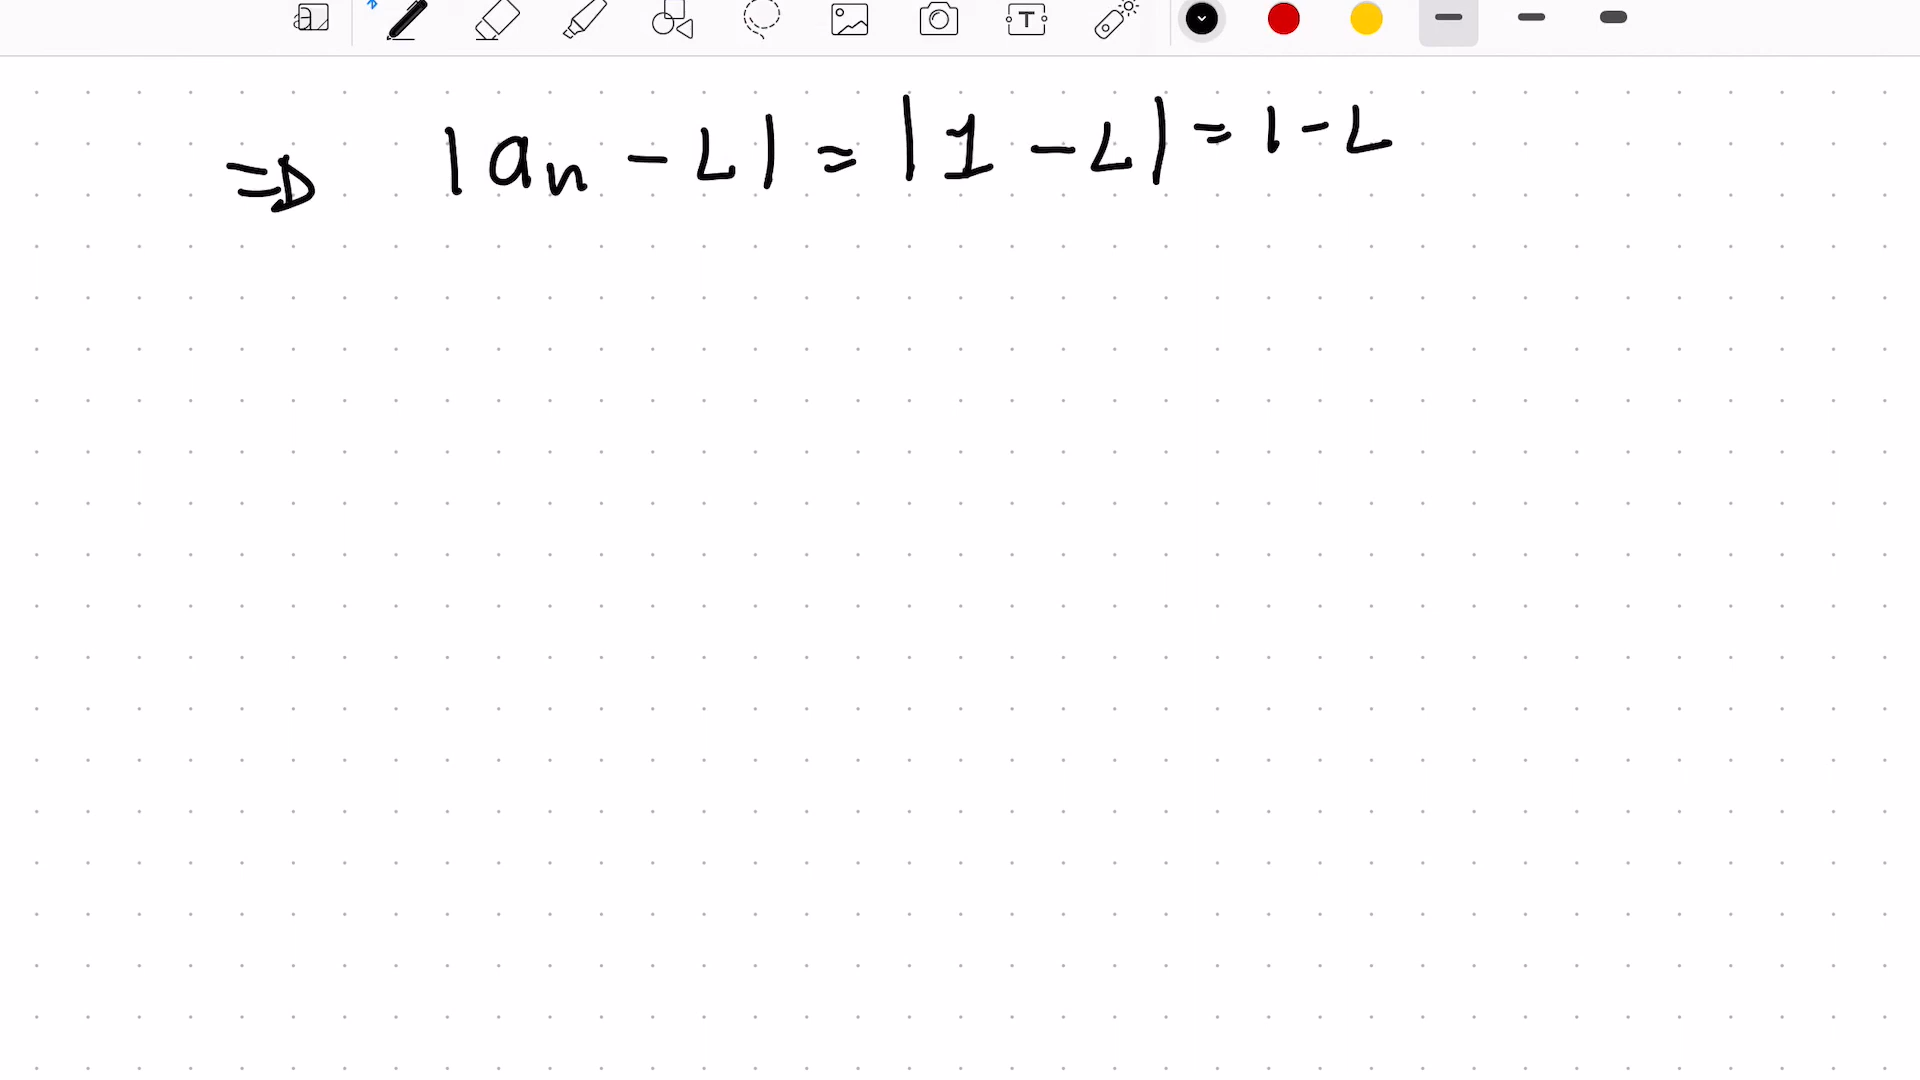 ⇒ |aₙ - L| = |1 - L| = 1 - L